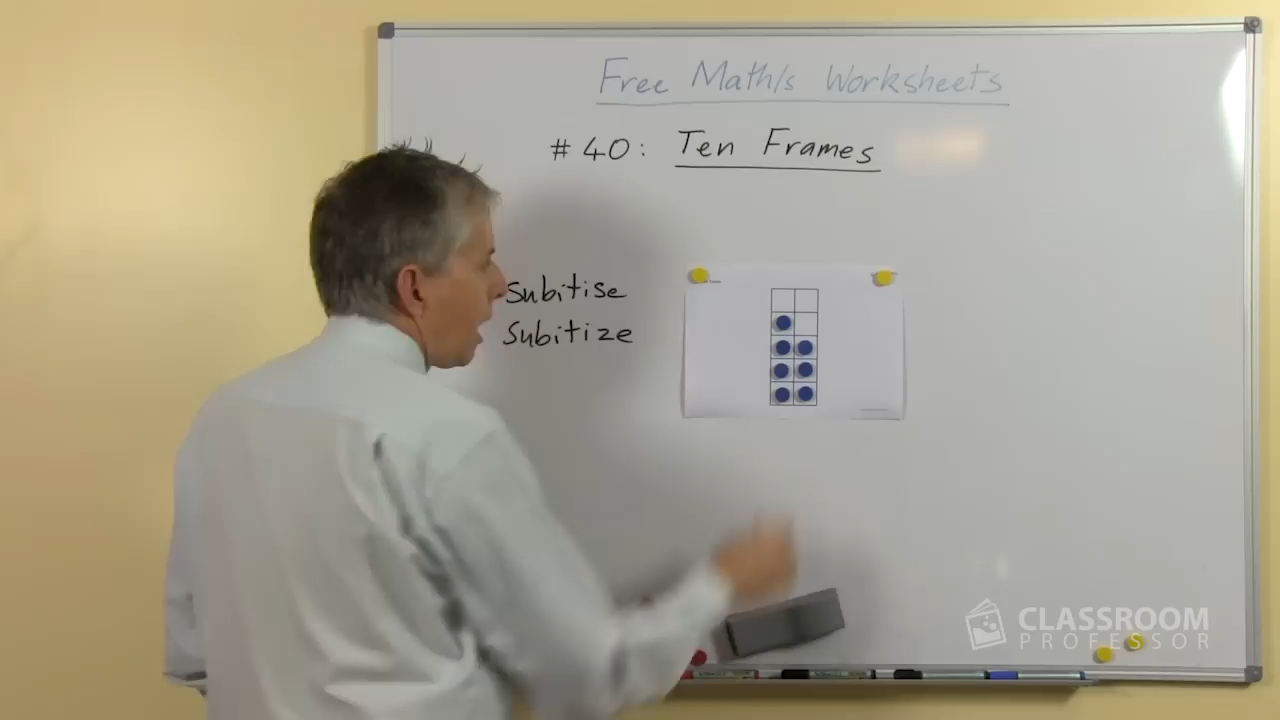 Free Math/s Worksheets
#40: Ten Frames
Subitise
Subitize
CLASSROOM
PROFESSOR